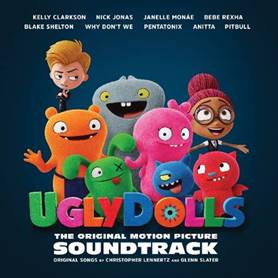 KELLY CLARKSON NICK JONAS JANELLE MONÁE BEBE REXHA
BLAKE SHELTON WHY DON'T WE PENTATONIX ANITTA PITBULL
UGLYDOLLS
THE ORIGINAL MOTION PICTURE
SOUNDTRACK
ORIGINAL SONGS BY CHRISTOPHER LENNERTZ AND GLENN SLATER